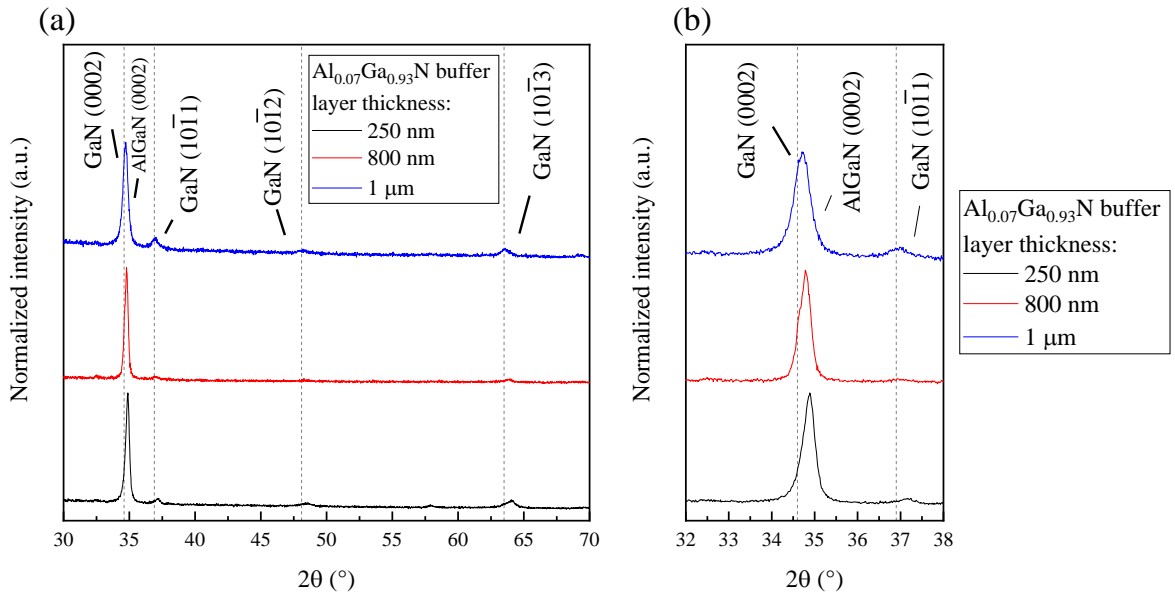 (a)
Normalized intensity (a.u.)
GaN (0002)
AlGaN (0002)
GaN (101̅1)
GaN (101̅2)
GaN (101̅3)
Al₀.₀₇Ga₀.₉₃N buffer
layer thickness:
250 nm
800 nm
1 μm
30 35 40 45 50 55 60 65 70
2θ (°)
(b)
Normalized intensity (a.u.)
GaN (0002)
AlGaN (0002)
GaN (101̅1)
32 33 34 35 36 37 38
2θ (°)
Al₀.₀₇Ga₀.₉₃N buffer
layer thickness:
250 nm
800 nm
1 μm